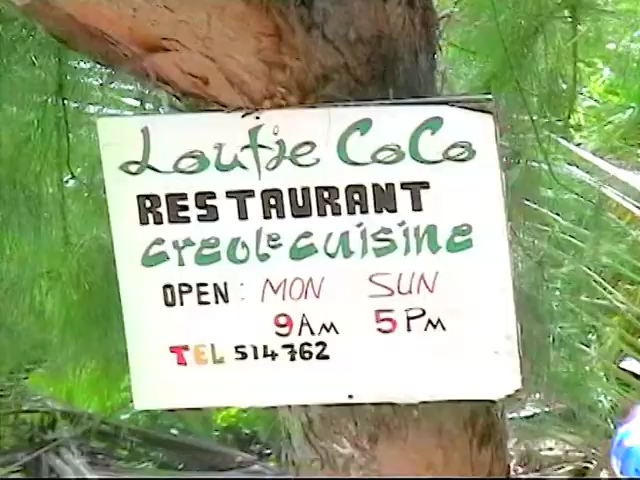 Loutie CoCo
RESTAURANT
creole cuisine
OPEN: MON SUN
9AM 5PM
TEL 514762